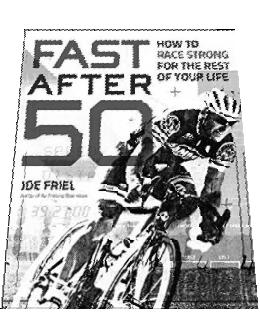 FAST
AFTER
50
HOW TO
RACE STRONG
FOR THE REST
OF YOUR LIFE
JOE FRIEL